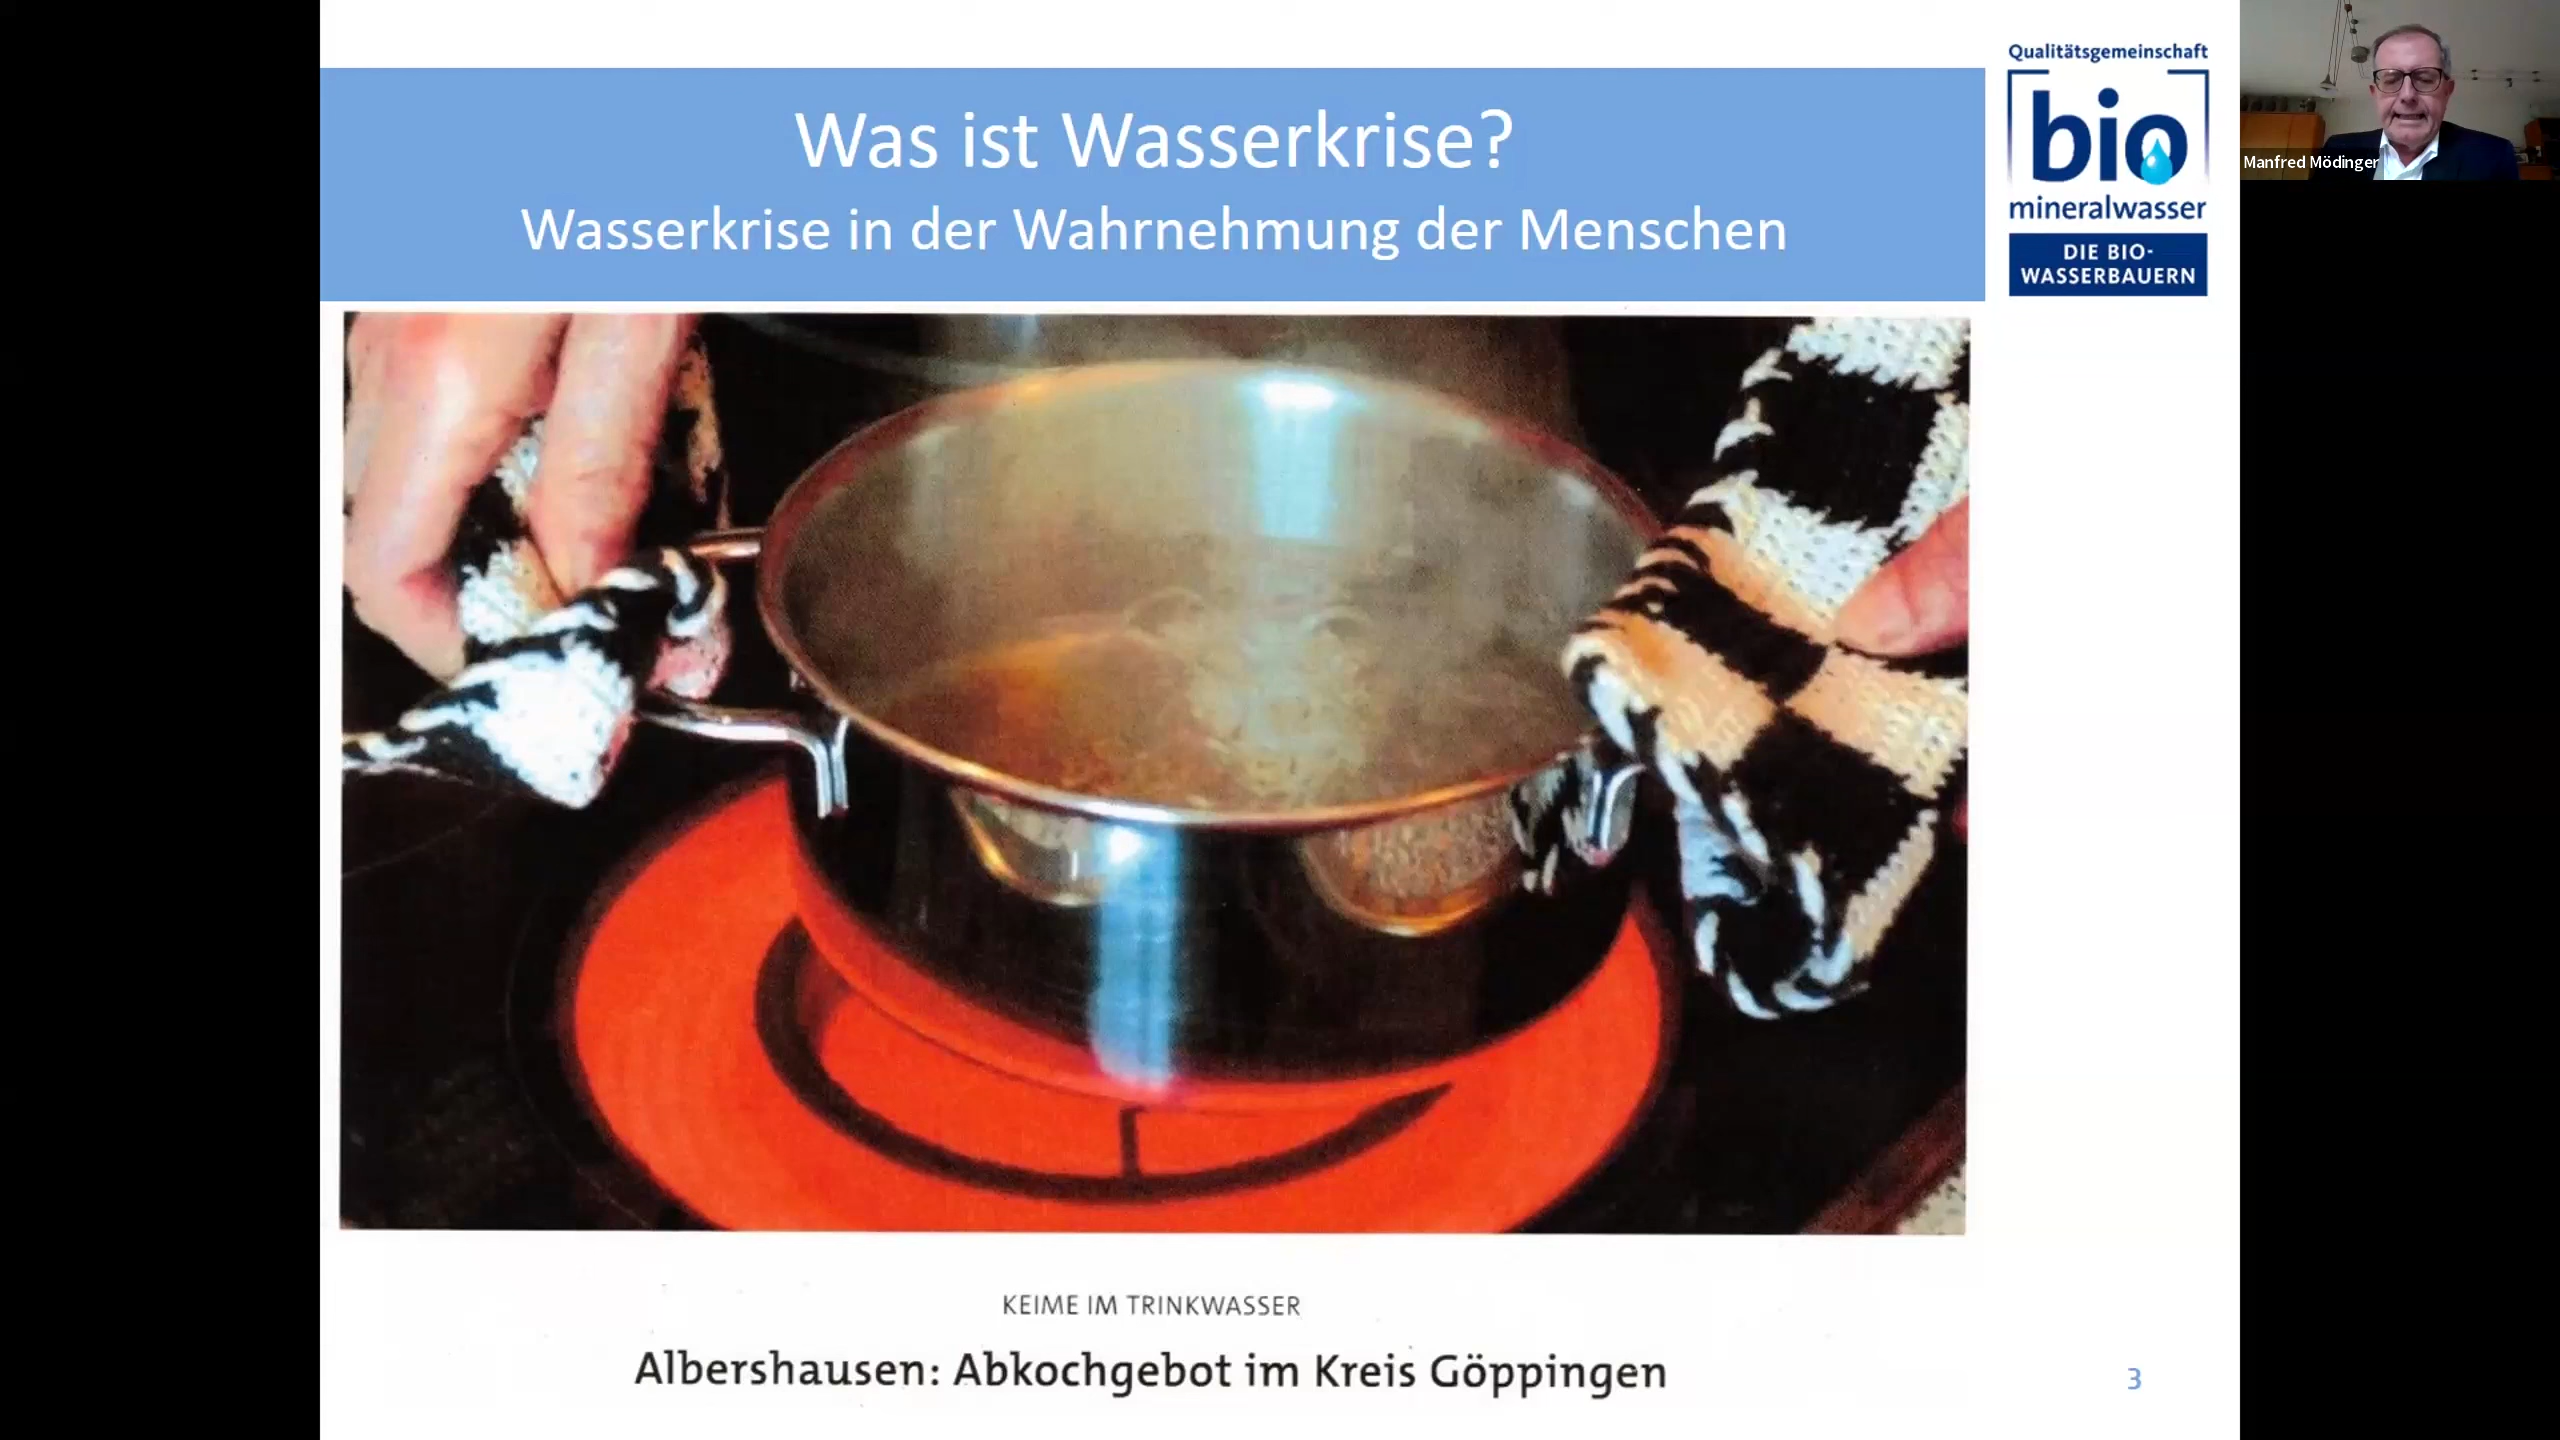 Was ist Wasserkrise?
Wasserkrise in der Wahrnehmung der Menschen
Qualitätsgemeinschaft
bio
mineralwasser
DIE BIO-
WASSERBAUERN
Manfred Mödinger
KEIME IM TRINKWASSER
Albershausen: Abkochgebot im Kreis Göppingen
3